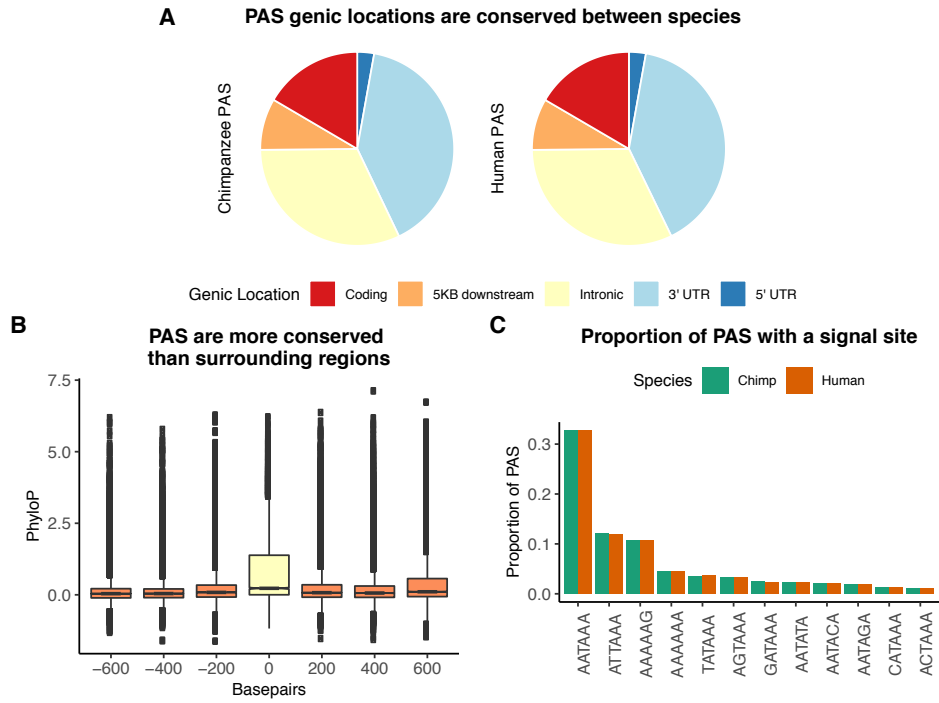 A
PAS genic locations are conserved between species
Chimpanzee PAS
Human PAS
Genic Location Coding 5KB downstream Intronic 3' UTR 5' UTR
B
PAS are more conserved
than surrounding regions
7.5
5.0
2.5
0.0
PhyloP
−600 −400 −200 0 200 400 600
Basepairs
C
Proportion of PAS with a signal site
Species Chimp Human
0.3
0.2
0.1
0.0
Proportion of PAS
AATAAA
ATTAAA
AAAAAG
AAAAAA
TATAAA
AGTAAA
GATAAA
AATATA
AATACA
AATAGA
CATAAA
ACTAAA